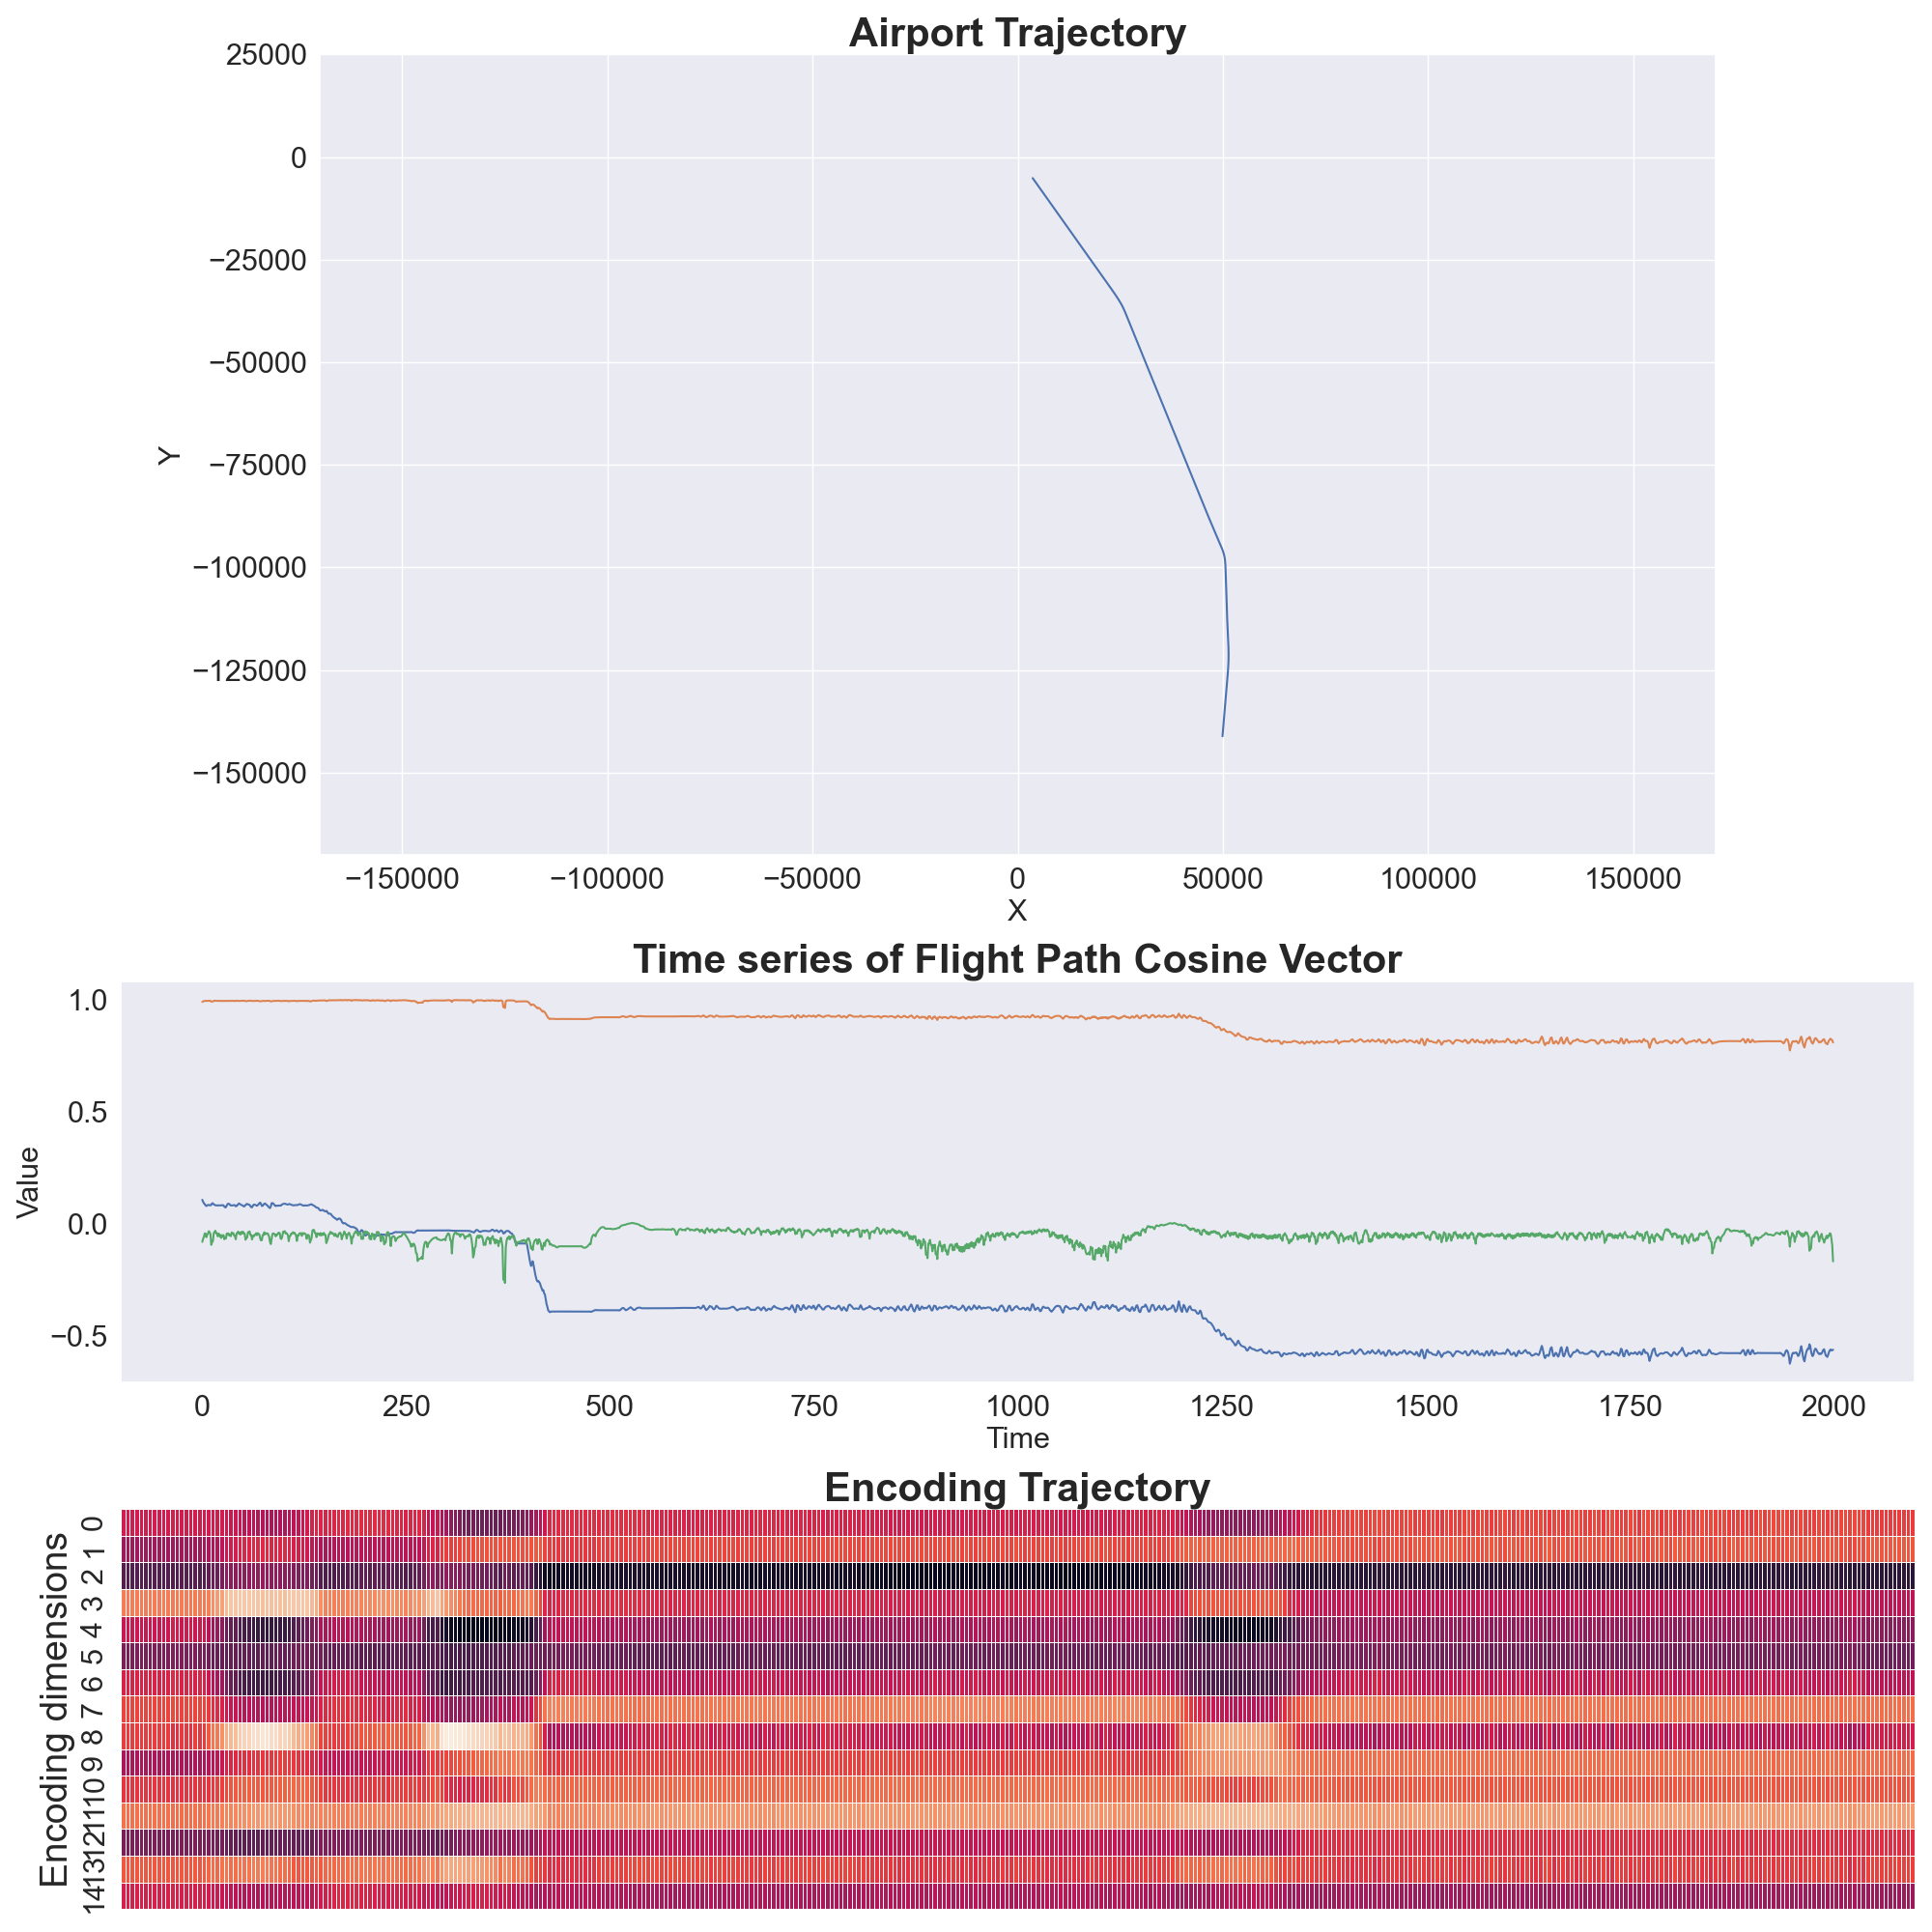 Airport Trajectory
25000
0
−25000
−50000
−75000
−100000
−125000
−150000
Y
−150000 −100000 −50000 0 50000 100000 150000
X
Time series of Flight Path Cosine Vector
1.0
0.5
0.0
−0.5
Value
0 250 500 750 1000 1250 1500 1750 2000
Time
Encoding Trajectory
Encoding dimensions
0
1
2
3
4
5
6
7
8
9
10
11
12
13
14